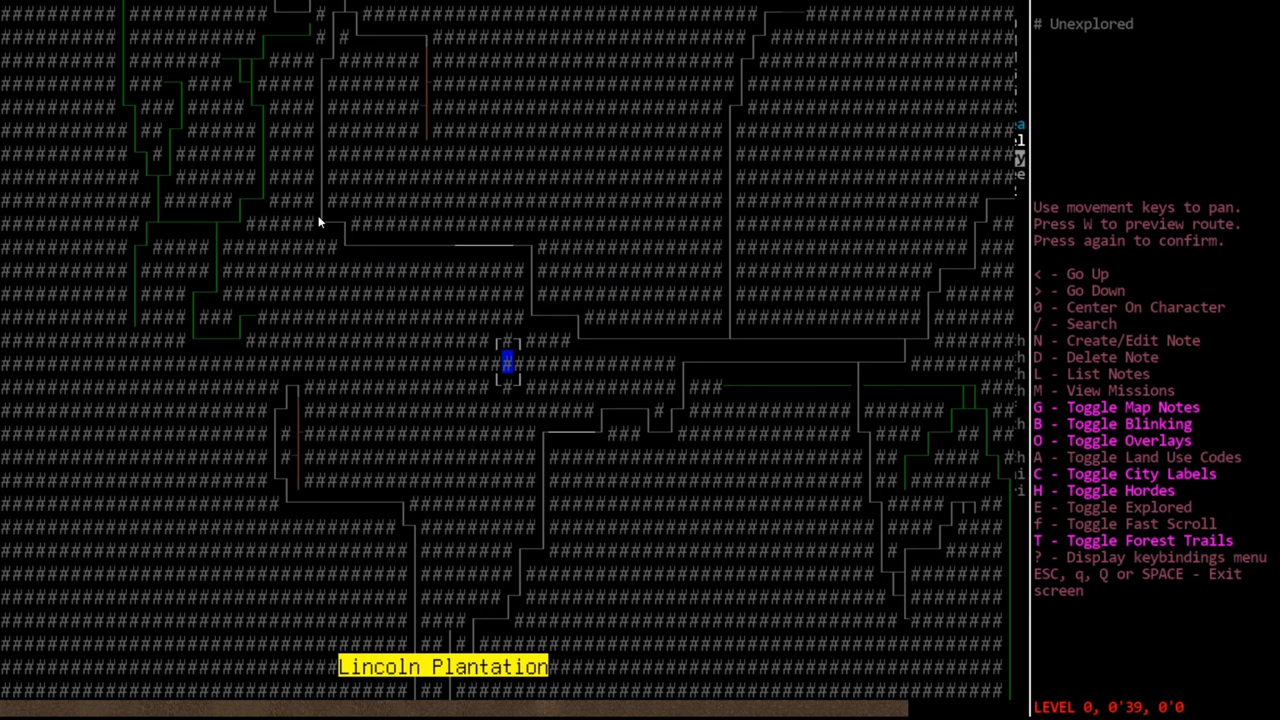 # Unexplored
Use movement keys to pan.
Press W to preview route.
Press again to confirm.
< - Go Up
> - Go Down
0 - Center On Character
/ - Search
N - Create/Edit Note
D - Delete Note
L - List Notes
M - View Missions
G - Toggle Map Notes
B - Toggle Blinking
O - Toggle Overlays
A - Toggle Land Use Codes
C - Toggle City Labels
H - Toggle Hordes
E - Toggle Explored
f - Toggle Fast Scroll
T - Toggle Forest Trails
? - Display keybindings menu
ESC, q, Q or SPACE - Exit
screen
Lincoln Plantation
LEVEL 0, 0'39, 0'0